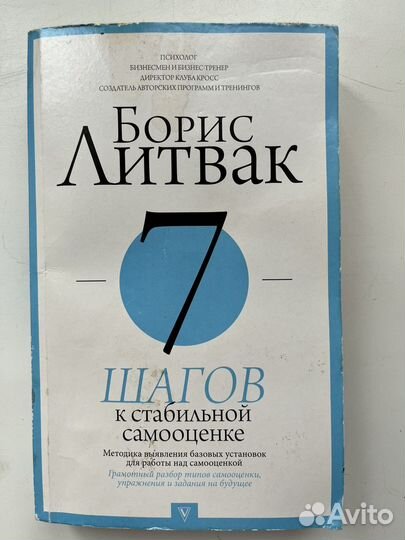 ПСИХОЛОГ
БИЗНЕСМЕН И БИЗНЕС-ТРЕНЕР
ДИРЕКТОР КЛУБА КРОСС
СОЗДАТЕЛЬ АВТОРСКИХ ПРОГРАММ И ТРЕНИНГОВ
БОРИС
ЛИТВАК
7
ШАГОВ
к стабильной
самооценке
Методика выявления базовых установок
для работы над самооценкой
Грамотный разбор типов самооценки,
упражнения и задания на будущее
Avito